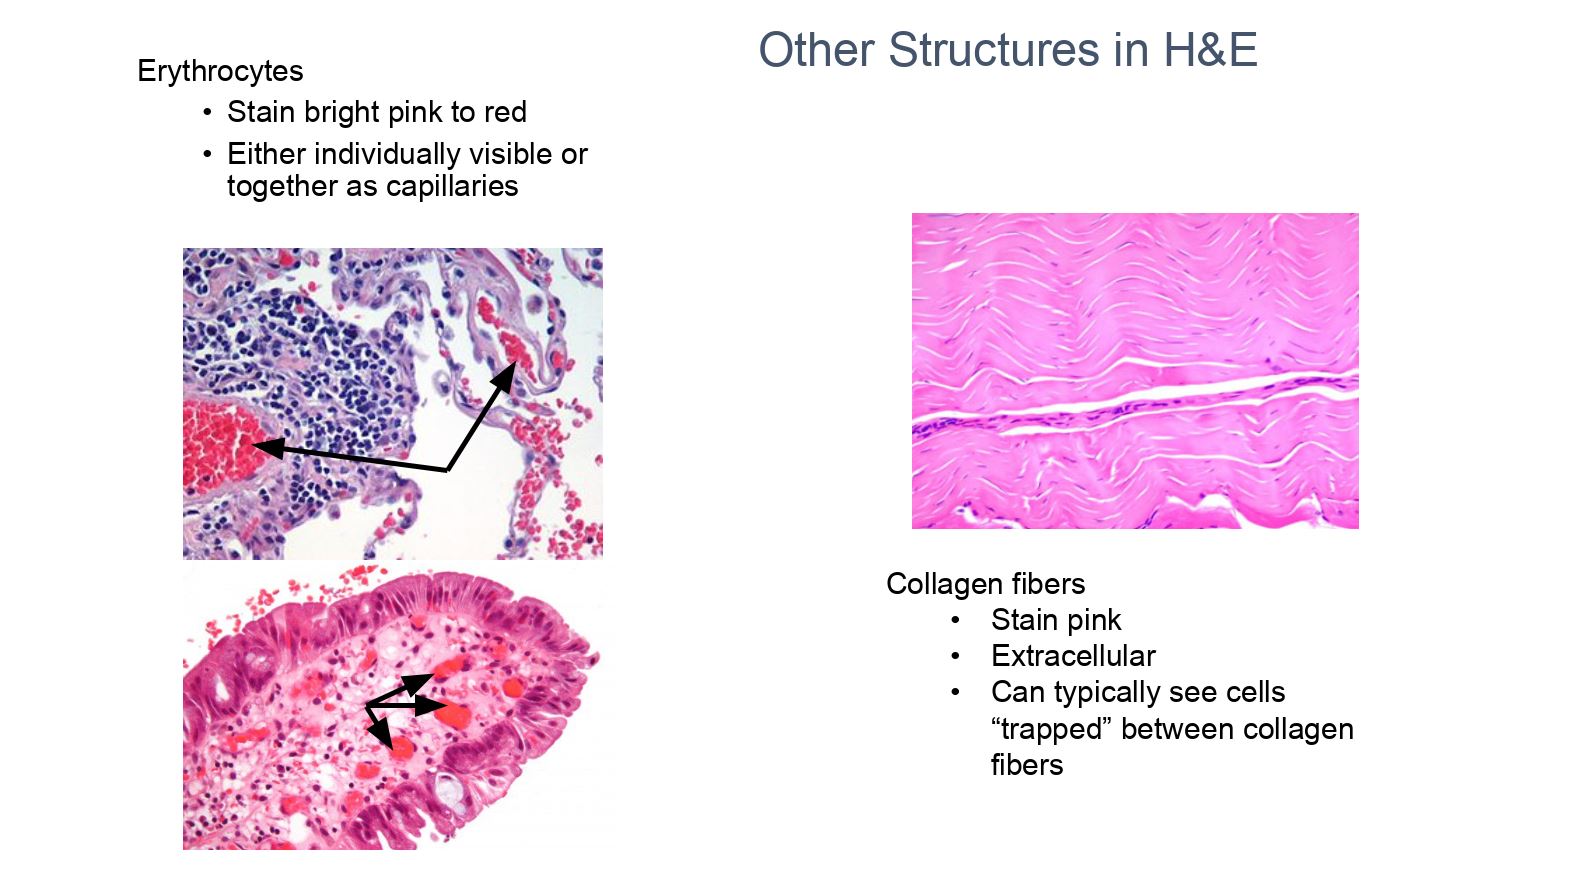 Other Structures in H&E
Erythrocytes
• Stain bright pink to red
• Either individually visible or
together as capillaries
Collagen fibers
• Stain pink
• Extracellular
• Can typically see cells
“trapped” between collagen
fibers